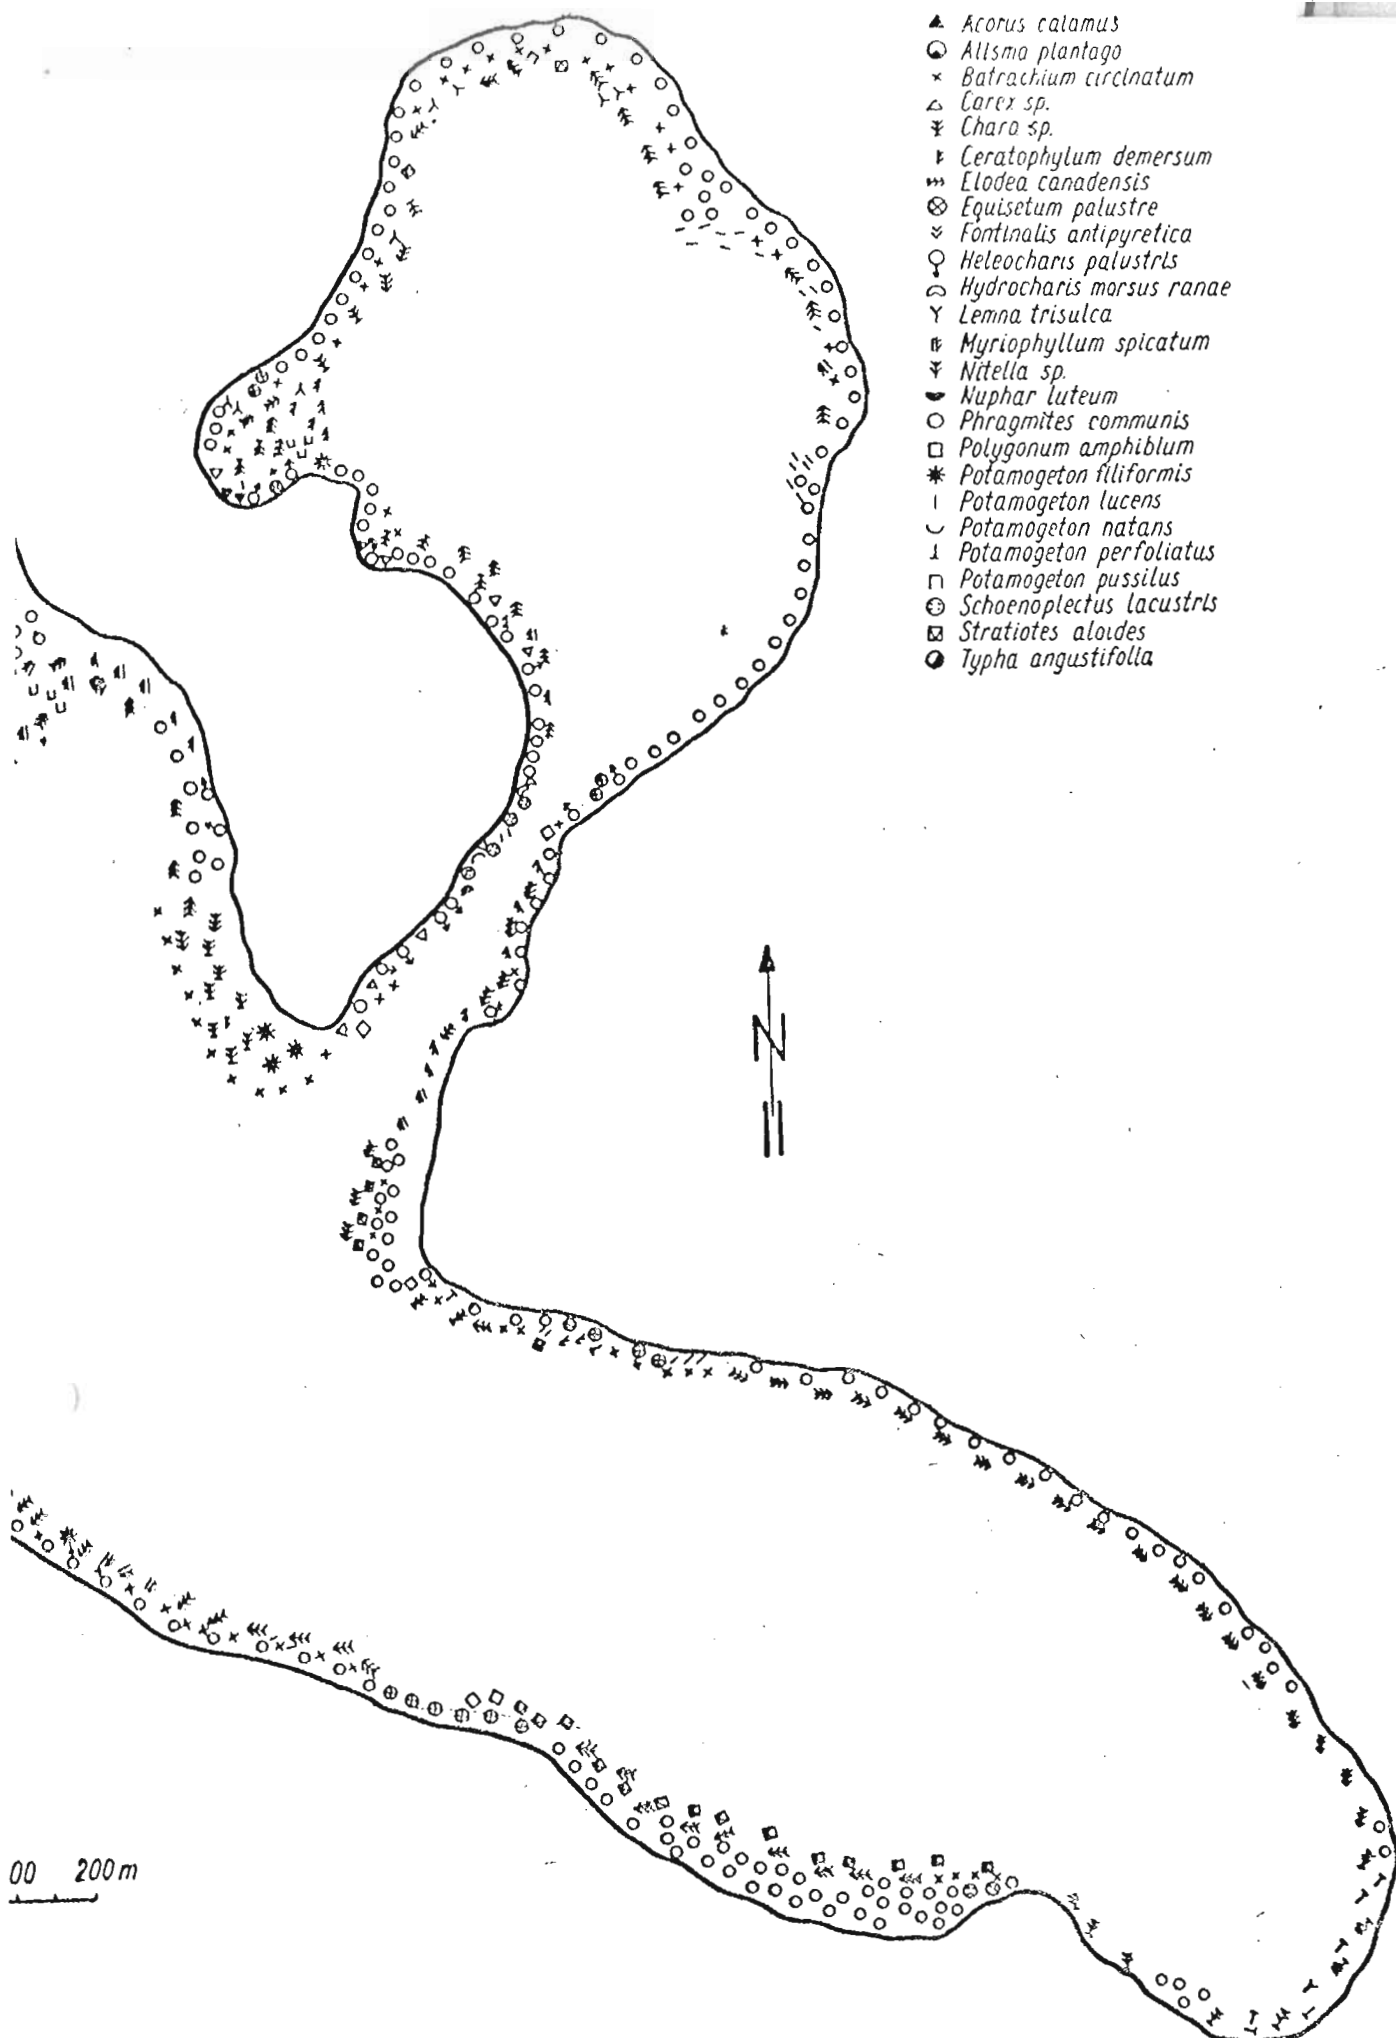 Acorus calamus
Alisma plantago
Batrachium circinatum
Carex sp.
Chara sp.
Ceratophylum demersum
Elodea canadensis
Equisetum palustre
Fontinalis antipyretica
Heleocharis palustris
Hydrocharis morsus ranae
Lemna trisulca
Myriophyllum spicatum
Nitella sp.
Nuphar luteum
Phragmites communis
Polygonum amphibium
Potamogeton filiformis
Potamogeton lucens
Potamogeton natans
Potamogeton perfoliatus
Potamogeton pussilus
Schoenoplectus lacustris
Stratiotes aloides
Typha angustifolia
N
00 200 m